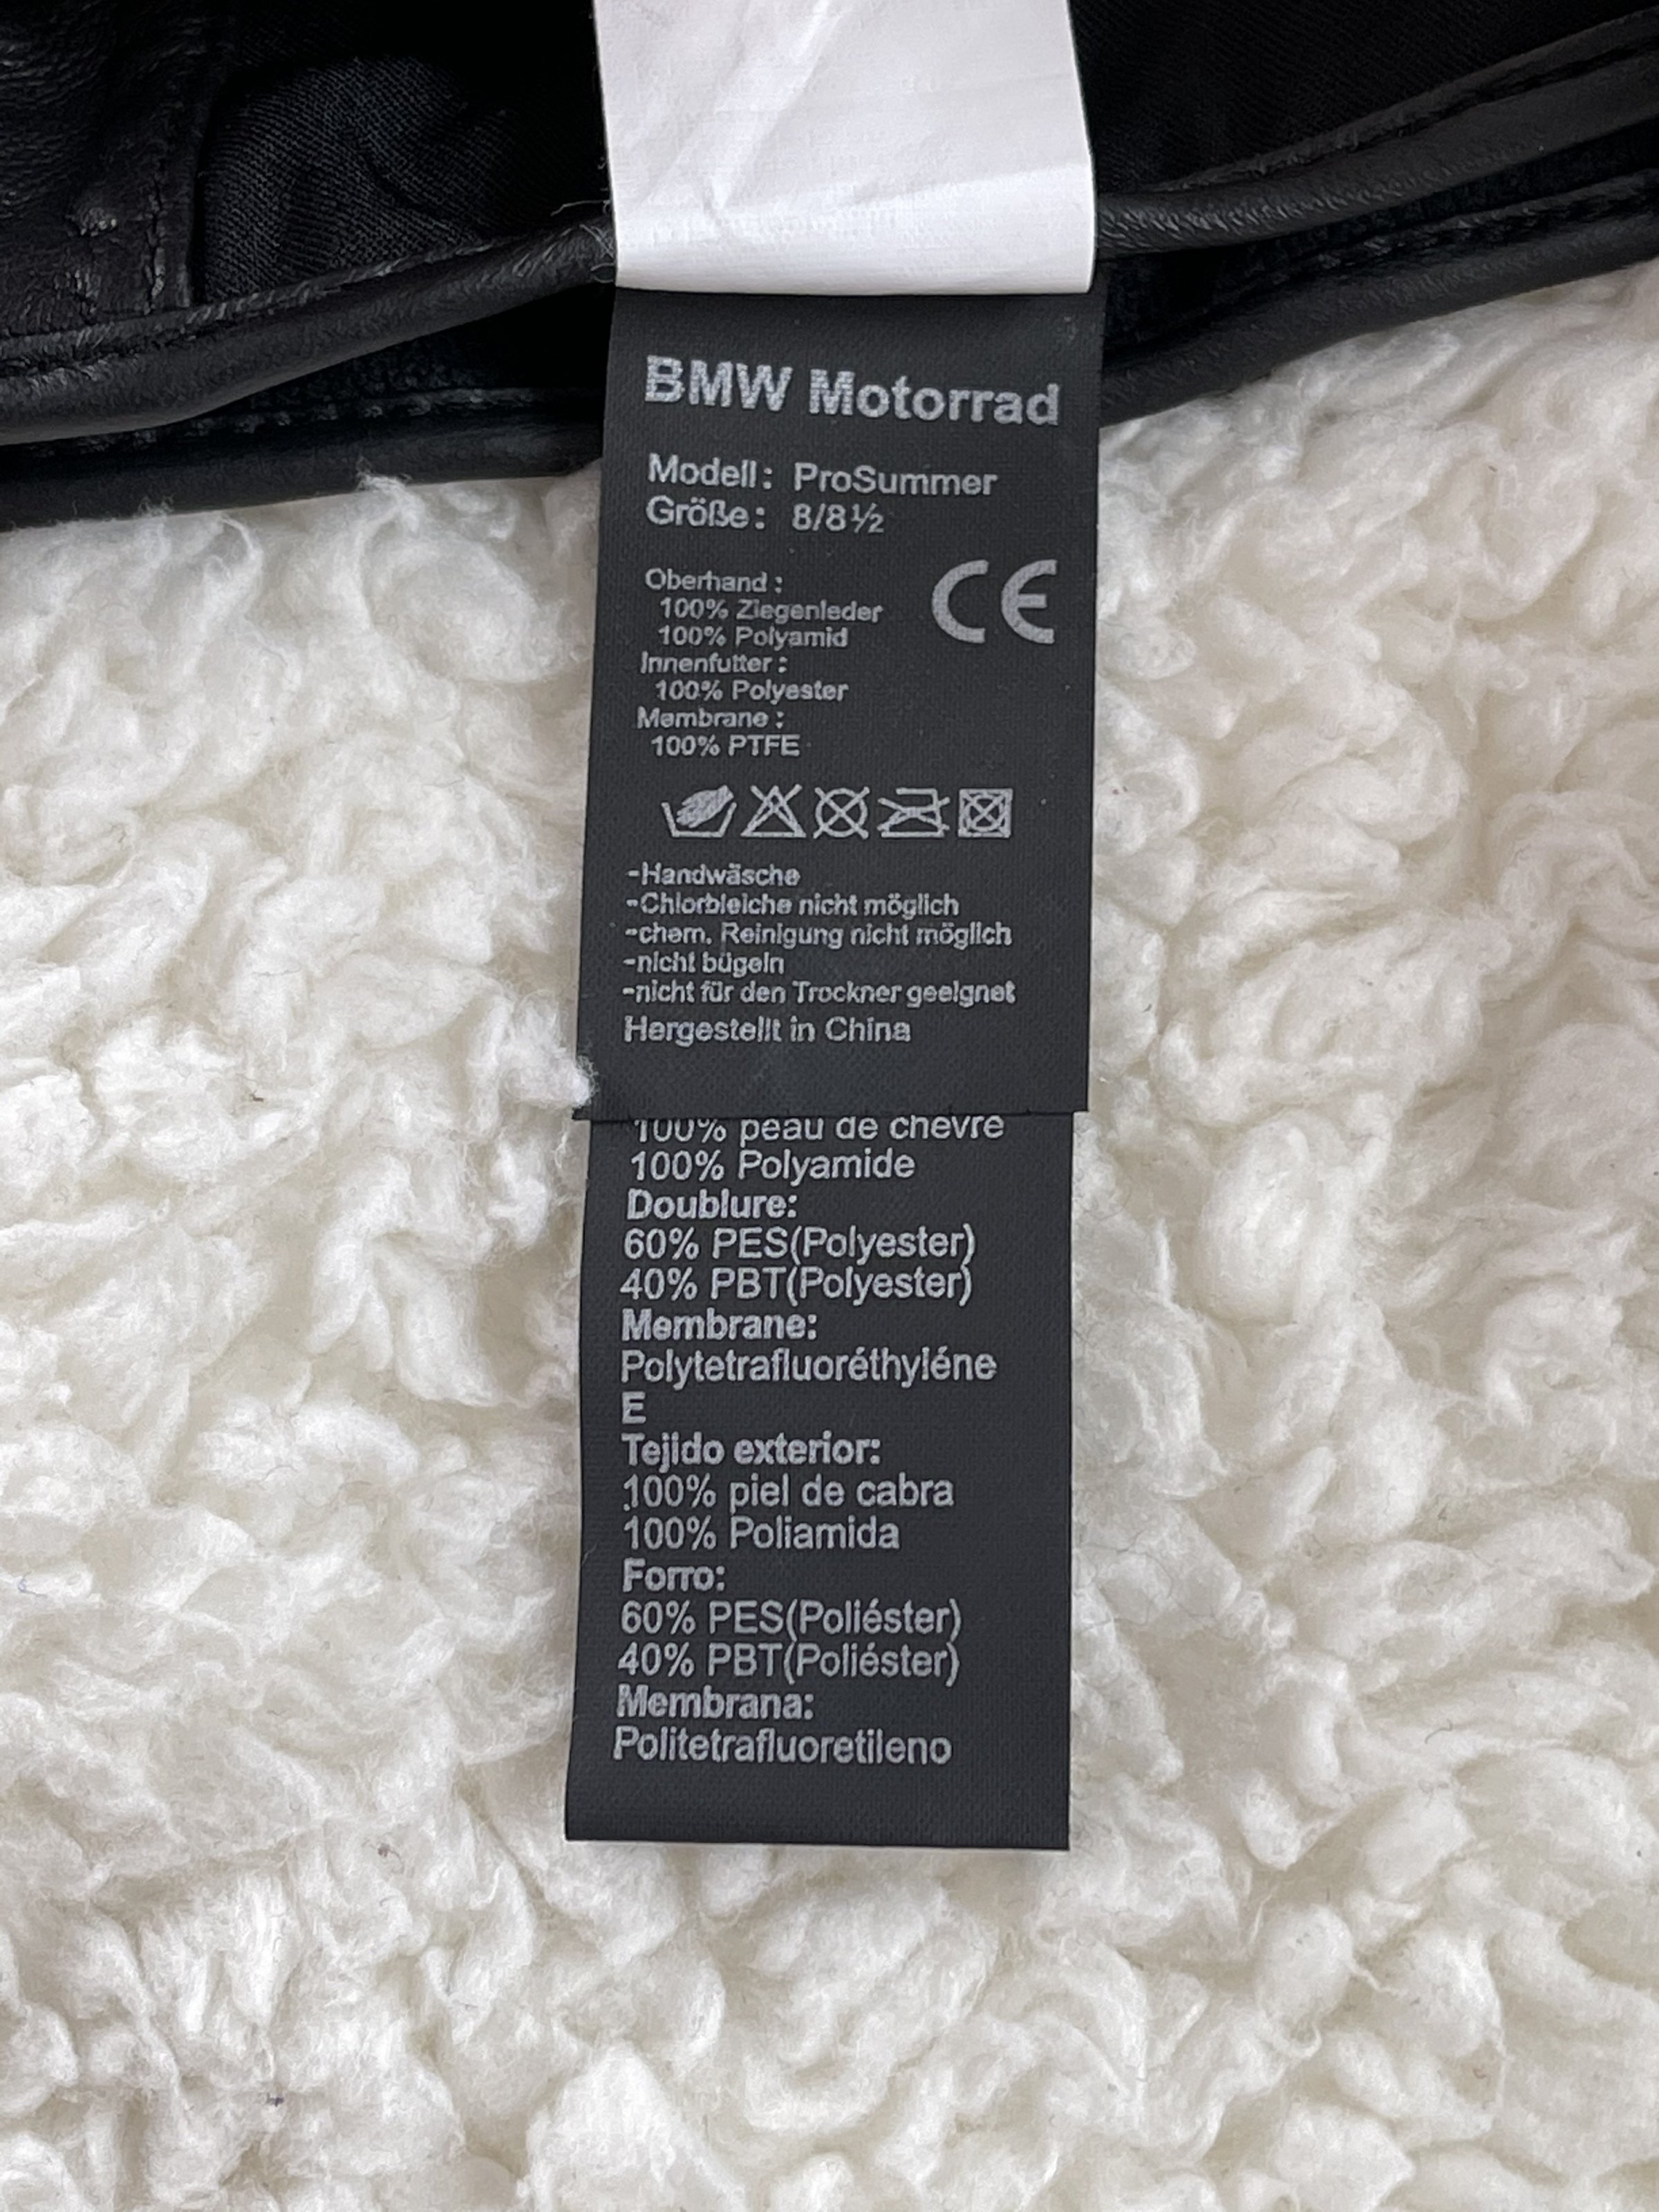 BMW Motorrad
Modell: ProSummer
Größe: 8/8½
CE
Oberhand:
100% Ziegenleder
100% Polyamid
Innenfutter:
100% Polyester
Membrane:
100% PTFE
-Handwäsche
-Chlorbleiche nicht möglich
-chem. Reinigung nicht möglich
-nicht bügeln
-nicht für den Trockner geeignet
Hergestellt in China
100% peau de chevre
100% Polyamide
Doublure:
60% PES(Polyester)
40% PBT(Polyester)
Membrane:
Polytetrafluoréthyléne
E
Tejido exterior:
100% piel de cabra
100% Poliamida
Forro:
60% PES(Poliéster)
40% PBT(Poliéster)
Membrana:
Politetrafluoretileno